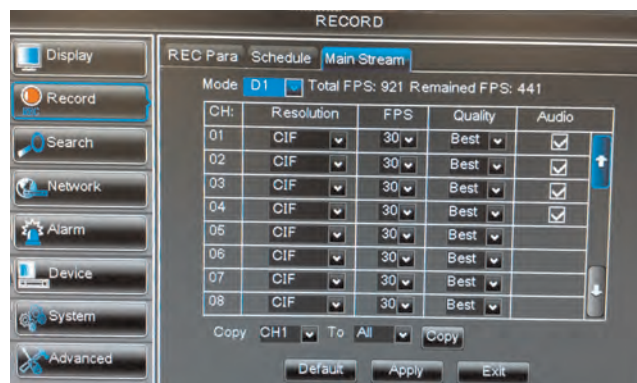 RECORD
Display
Record
REC
Search
Network
Alarm
Device
System
Advanced
REC Para Schedule Main Stream
Mode D1 Total FPS: 921 Remained FPS: 441
CH: Resolution FPS Quality Audio
01 CIF 30 Best
02 CIF 30 Best
03 CIF 30 Best
04 CIF 30 Best
05 CIF 30 Best
06 CIF 30 Best
07 CIF 30 Best
08 CIF 30 Best
Copy CH1 To All Copy
Default Apply Exit